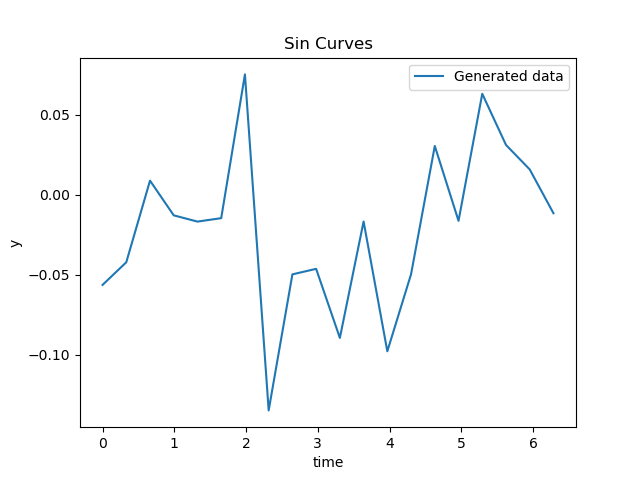 Sin Curves
Generated data
0.05
0.00
−0.05
−0.10
y
0 1 2 3 4 5 6
time